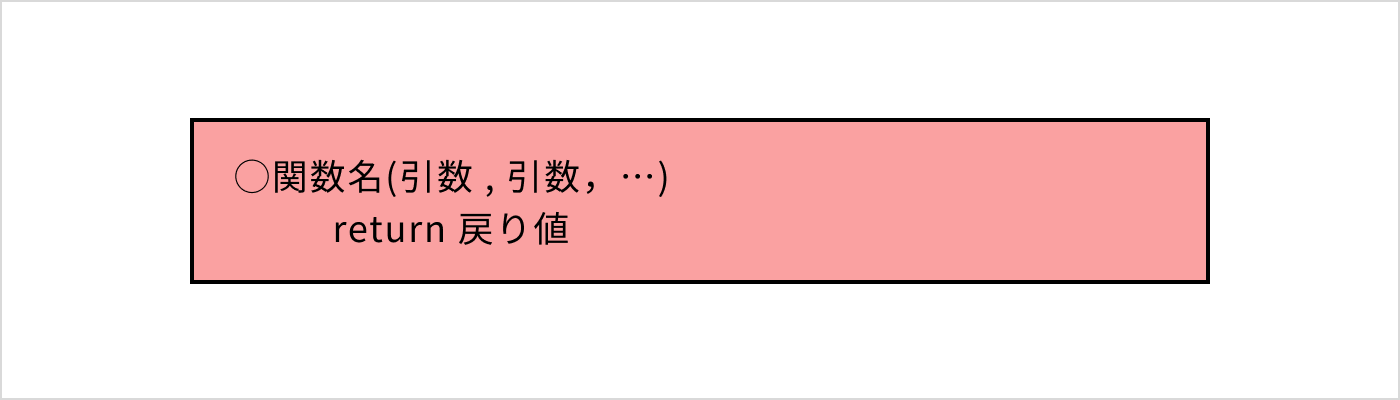 ○関数名(引数 , 引数，…)
return 戻り値